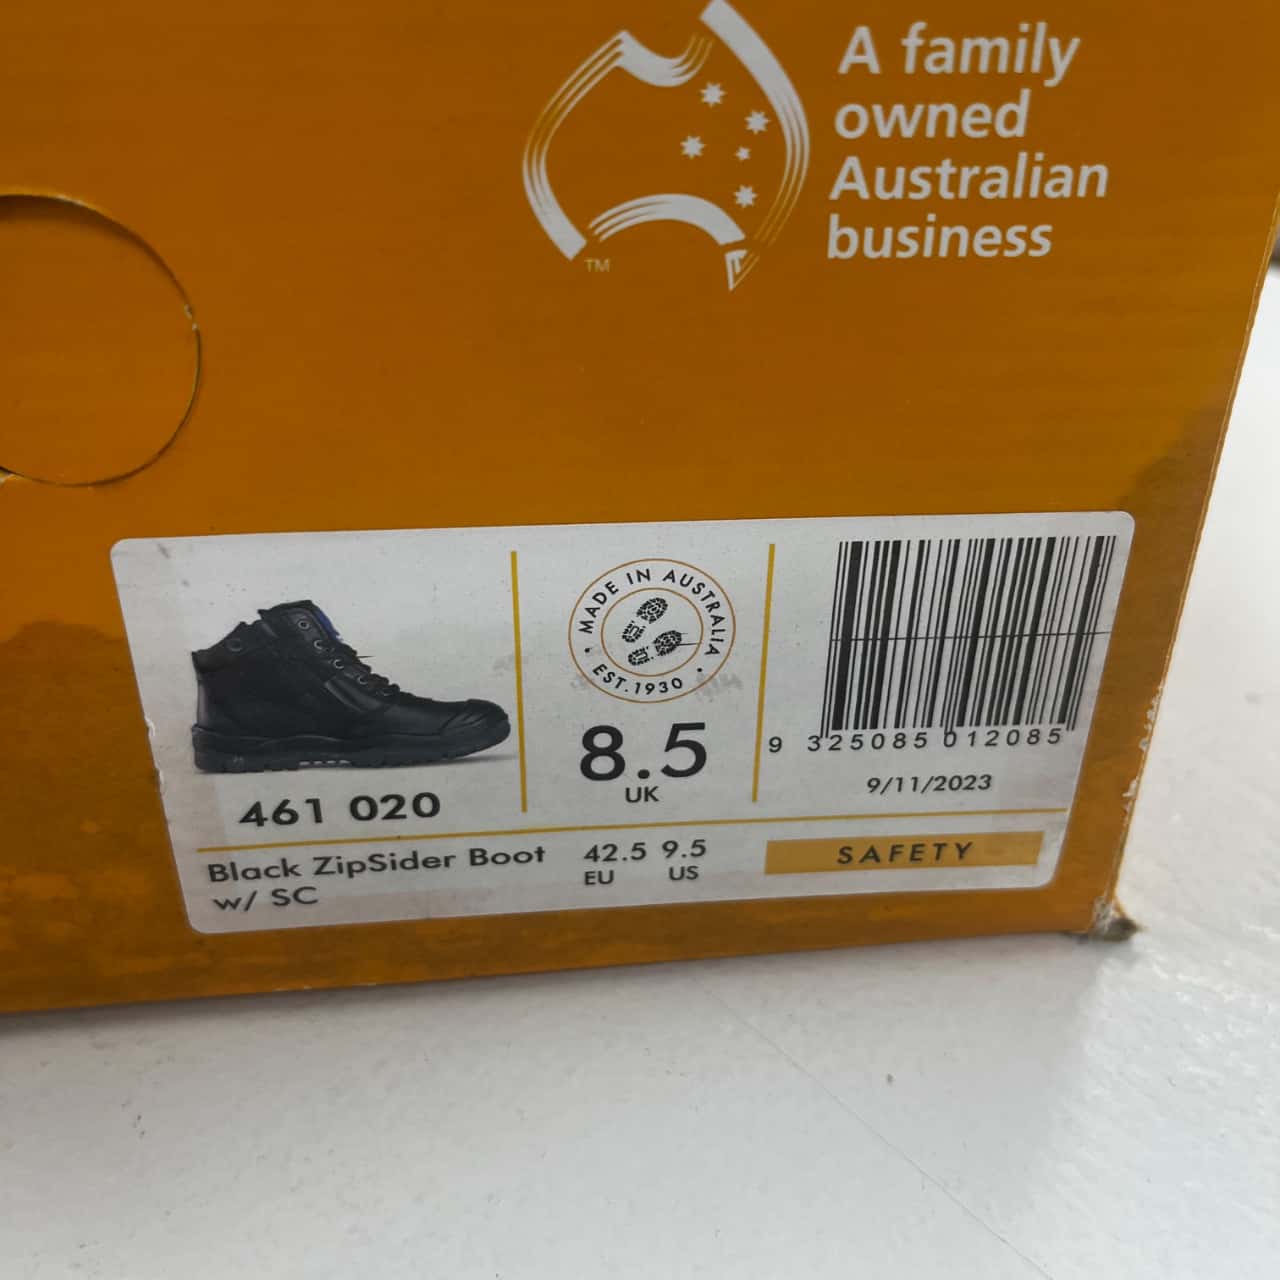 A family
owned
Australian
business
TM
MADE IN AUSTRALIA
EST. 1930
8.5
UK
9 325085 012085
9/11/2023
461 020
Black ZipSider Boot
w/ SC
42.5 9.5
EU US
SAFETY